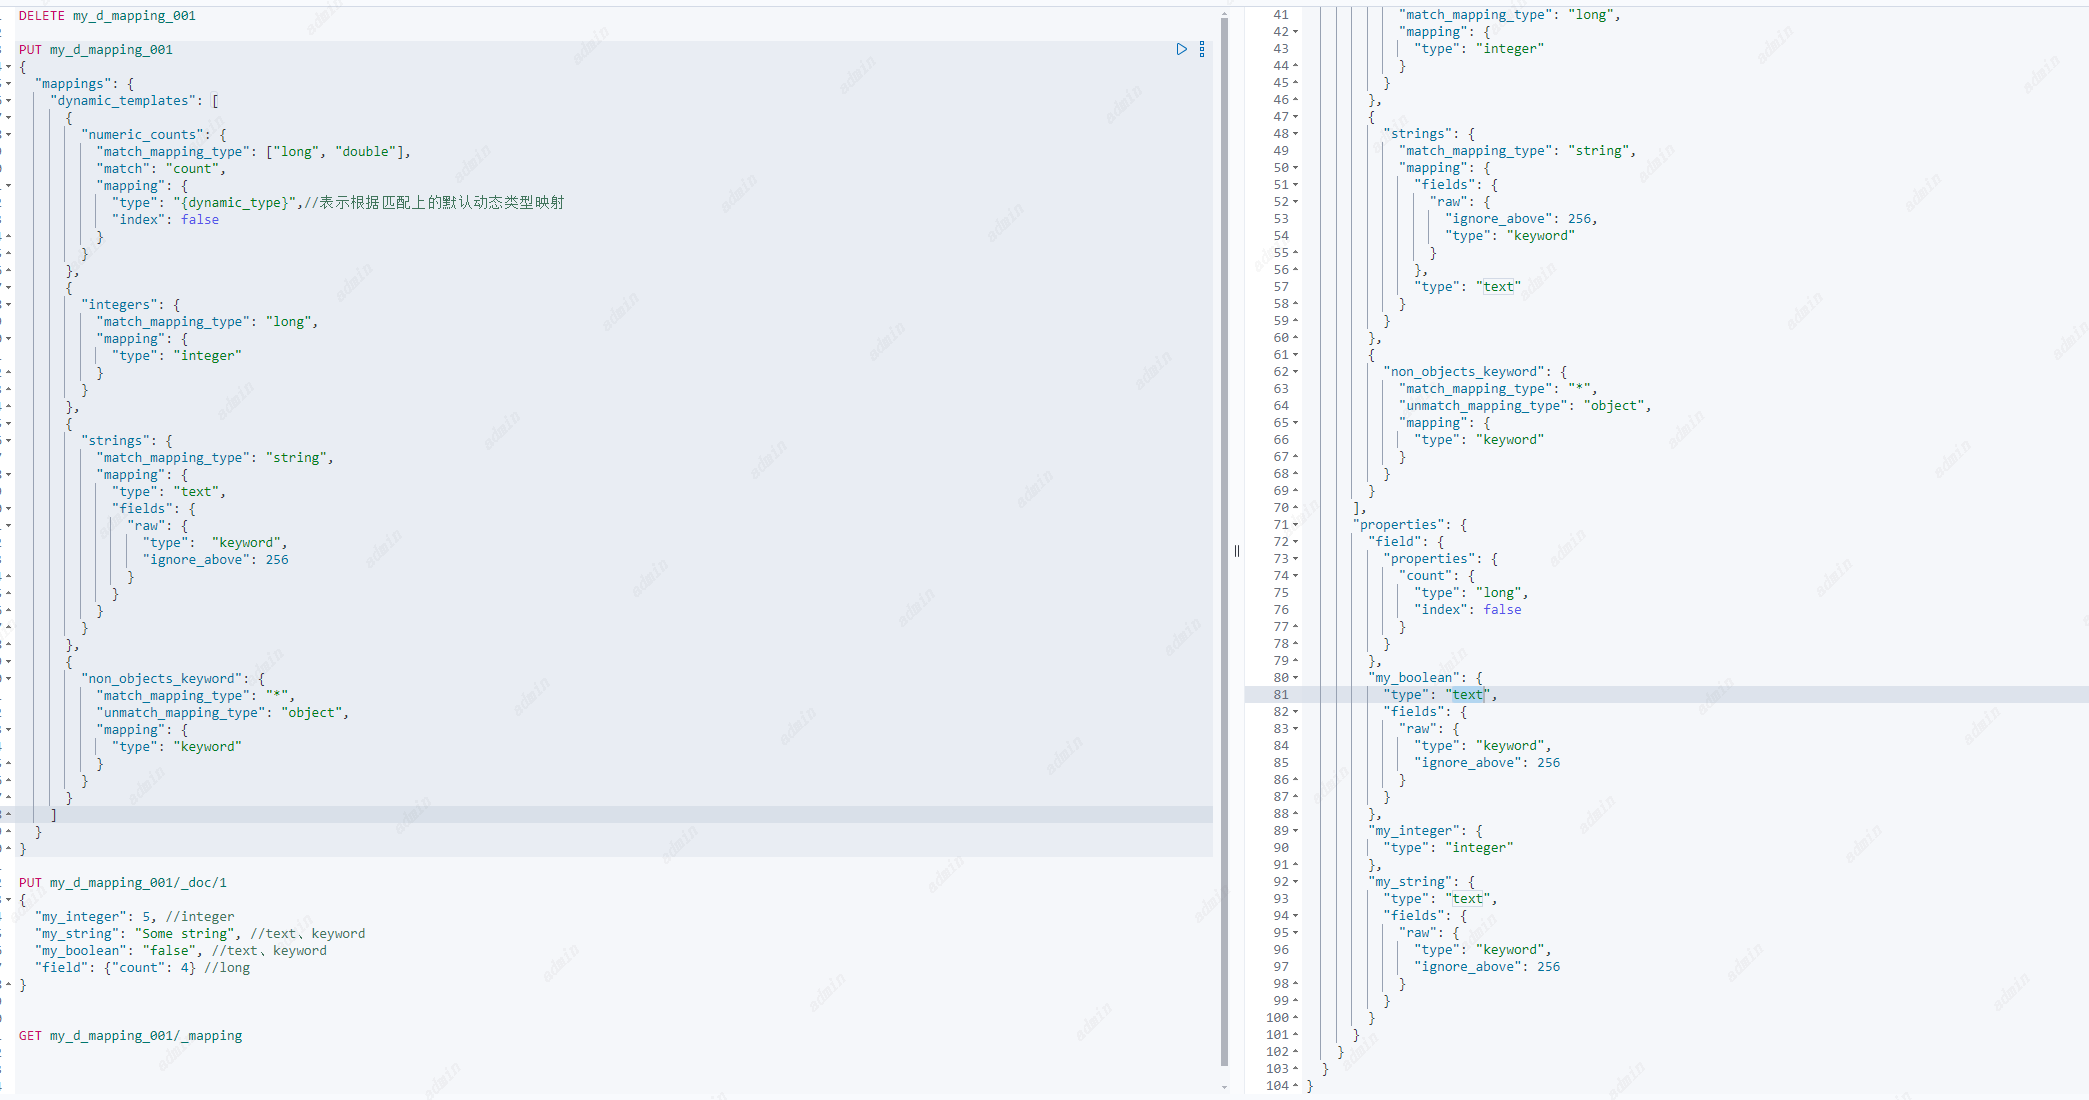 DELETE my_d_mapping_001
PUT my_d_mapping_001
{
"mappings": {
"dynamic_templates": [
{
"numeric_counts": {
"match_mapping_type": ["long", "double"],
"match": "count",
"mapping": {
"type": "{dynamic_type}",//表示根据匹配上的默认动态类型映射
"index": false
}
}
},
{
"integers": {
"match_mapping_type": "long",
"mapping": {
"type": "integer"
}
}
},
{
"strings": {
"match_mapping_type": "string",
"mapping": {
"type": "text",
"fields": {
"raw": {
"type":  "keyword",
"ignore_above": 256
}
}
}
}
},
{
"non_objects_keyword": {
"match_mapping_type": "*",
"unmatch_mapping_type": "object",
"mapping": {
"type": "keyword"
}
}
}
]
}
}
PUT my_d_mapping_001/_doc/1
{
"my_integer": 5, //integer
"my_string": "Some string", //text、keyword
"my_boolean": "false", //text、keyword
"field": {"count": 4} //long
}
GET my_d_mapping_001/_mapping
41 "match_mapping_type": "long",
42 "mapping": {
43 "type": "integer"
44 }
45 }
46 },
47 {
48 "strings": {
49 "match_mapping_type": "string",
50 "mapping": {
51 "fields": {
52 "raw": {
53 "ignore_above": 256,
54 "type": "keyword"
55 }
56 },
57 "type": "text"
58 }
59 }
60 },
61 {
62 "non_objects_keyword": {
63 "match_mapping_type": "*",
64 "unmatch_mapping_type": "object",
65 "mapping": {
66 "type": "keyword"
67 }
68 }
69 }
70 ],
71 "properties": {
72 "field": {
73 "properties": {
74 "count": {
75 "type": "long",
76 "index": false
77 }
78 }
79 },
80 "my_boolean": {
81 "type": "text",
82 "fields": {
83 "raw": {
84 "type": "keyword",
85 "ignore_above": 256
86 }
87 }
88 },
89 "my_integer": {
90 "type": "integer"
91 },
92 "my_string": {
93 "type": "text",
94 "fields": {
95 "raw": {
96 "type": "keyword",
97 "ignore_above": 256
98 }
99 }
100 }
101 }
102 }
103 }
104 }